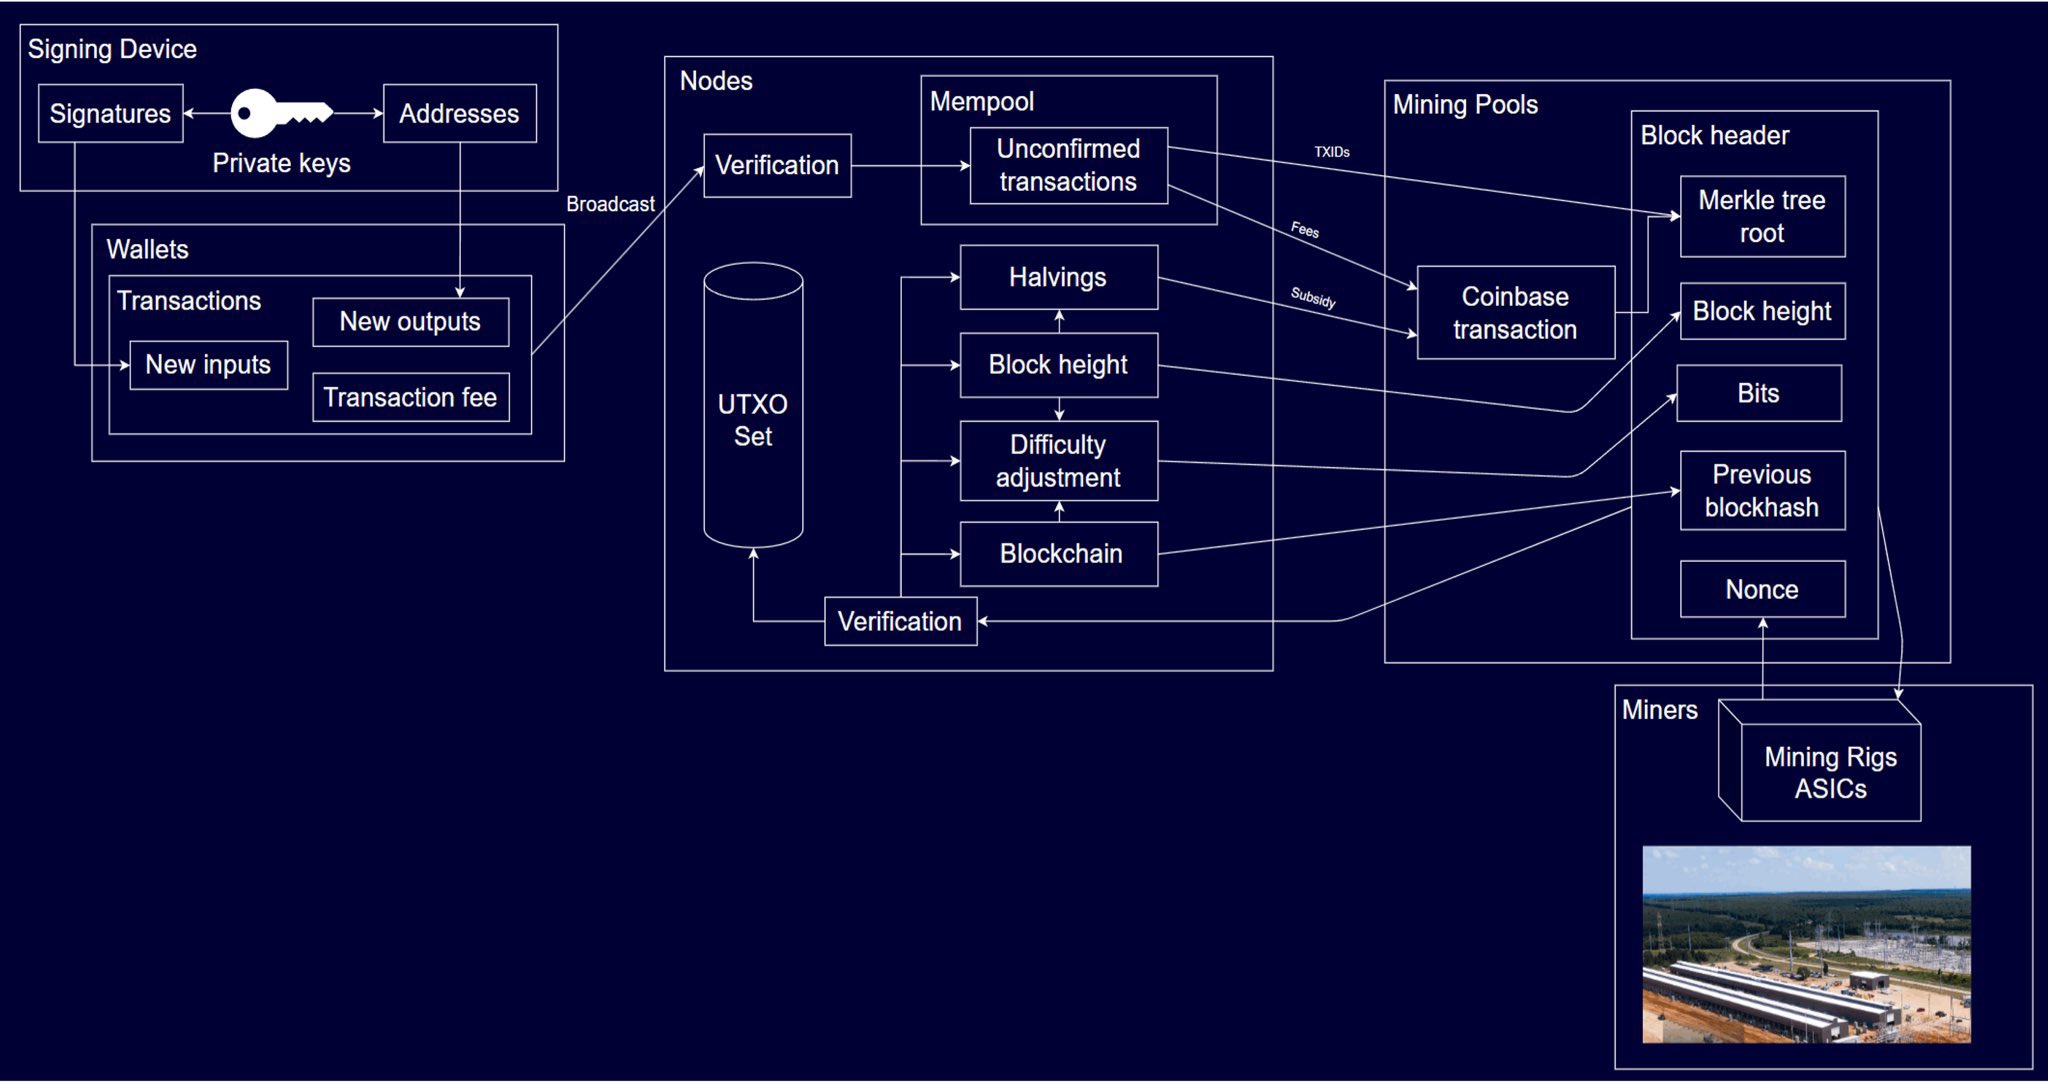 Signing Device
Signatures
Addresses
Private keys
Wallets
Transactions
New outputs
New inputs
Transaction fee
Broadcast
Nodes
Verification
Mempool
Unconfirmed
transactions
UTXO
Set
Halvings
Block height
Difficulty
adjustment
Blockchain
Verification
TXIDs
Fees
Subsidy
Mining Pools
Coinbase
transaction
Block header
Merkle tree
root
Block height
Bits
Previous
blockhash
Nonce
Miners
Mining Rigs
ASICs